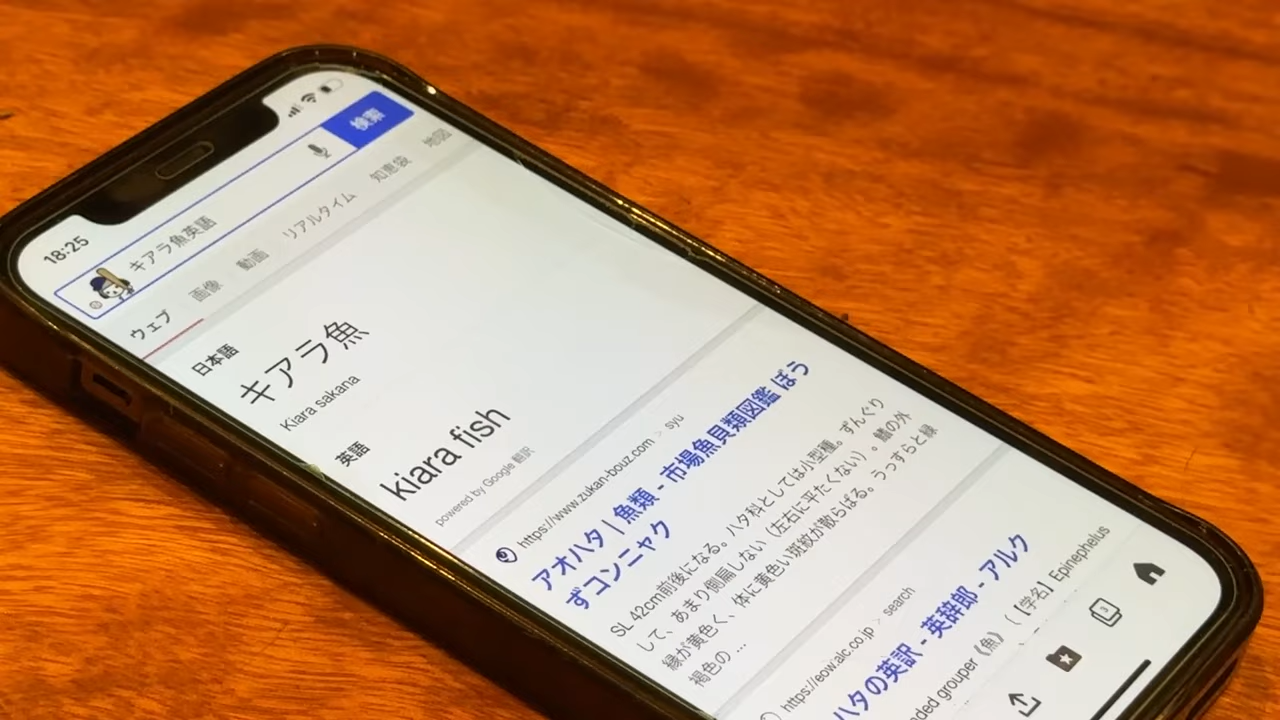 18:25
キアラ魚英語
検索
ウェブ 画像 動画 リアルタイム 知恵袋 地図
日本語
キアラ魚
Kiara sakana
英語
kiara fish
powered by Google 翻訳
https://www.zukan-bouz.com › syu
アオハタ | 魚類 - 市場魚貝類図鑑 ぼう
ずコンニャク
SL 42cm前後になる。ハタ科としては小型種。ずんぐり
して、あまり側扁しない（左右に平たくない）。鰭の外
縁が黄色く、体に黄色い斑紋が散らばる。うっすらと緑
褐色の ...
https://eow.alc.co.jp › search
ハタの英訳 - 英辞郎 - アルク
nded grouper《魚》（【学名】Epinephelus
3